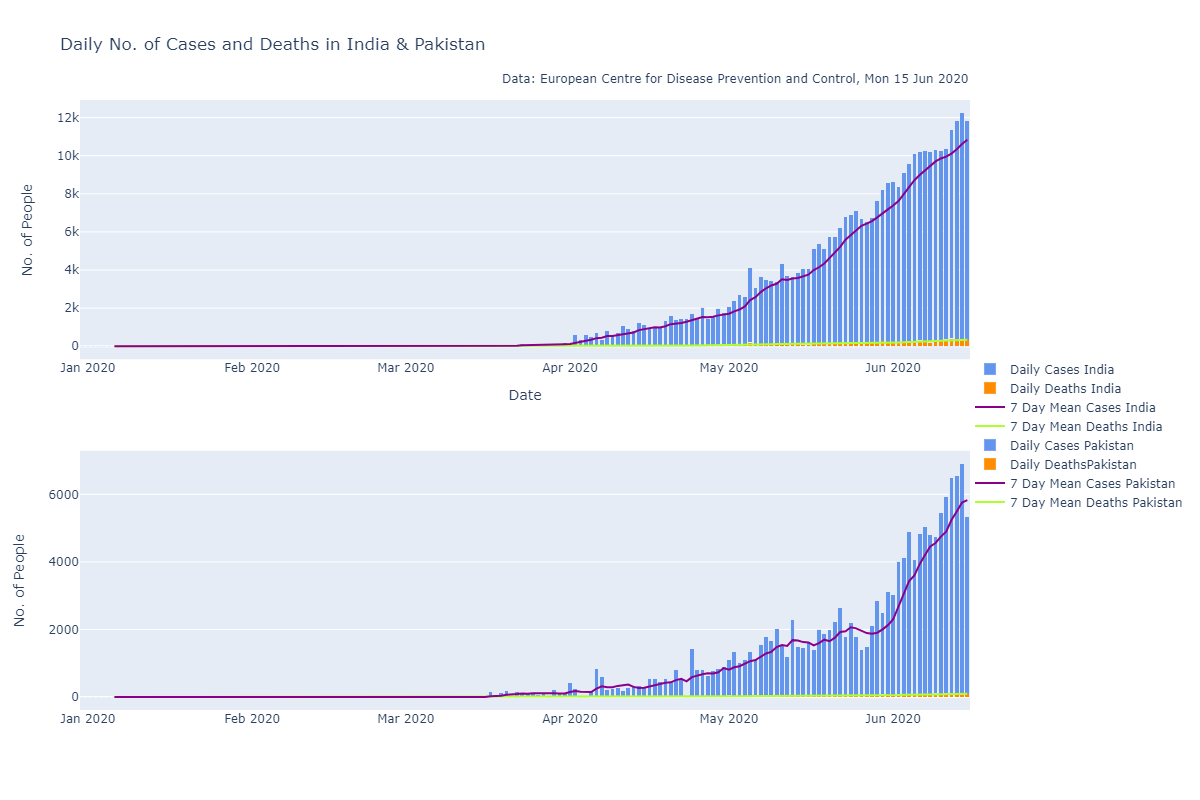 Daily No. of Cases and Deaths in India & Pakistan
Data: European Centre for Disease Prevention and Control, Mon 15 Jun 2020
12k
10k
8k
6k
4k
2k
0
No. of People
Jan 2020 Feb 2020 Mar 2020 Apr 2020 May 2020 Jun 2020
Date
Daily Cases India
Daily Deaths India
7 Day Mean Cases India
7 Day Mean Deaths India
Daily Cases Pakistan
Daily DeathsPakistan
7 Day Mean Cases Pakistan
7 Day Mean Deaths Pakistan
6000
4000
2000
0
No. of People
Jan 2020 Feb 2020 Mar 2020 Apr 2020 May 2020 Jun 2020